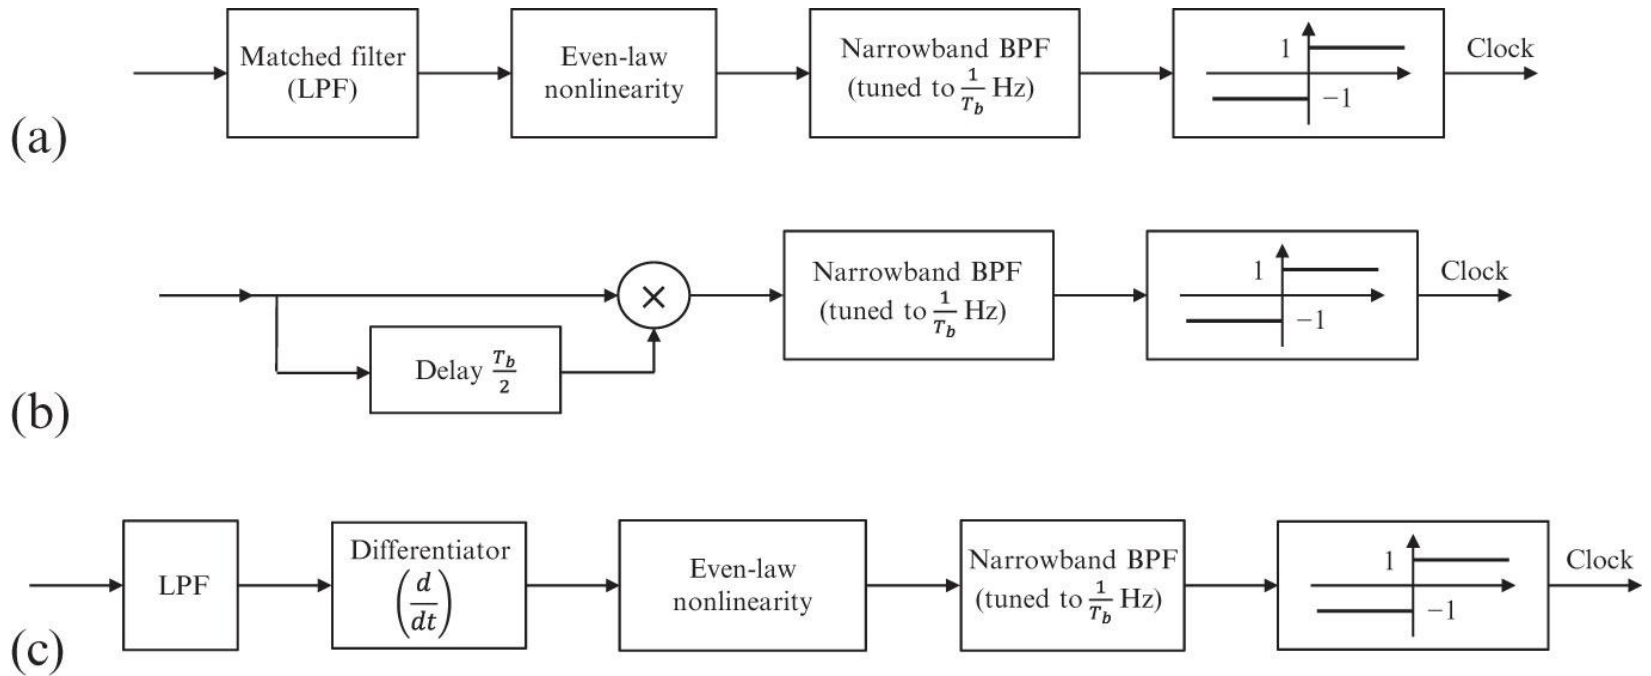 (a)
Matched filter
(LPF)
Even-law
nonlinearity
Narrowband BPF
(tuned to 1/T_b Hz)
1
−1
Clock
(b)
×
Delay T_b/2
Narrowband BPF
(tuned to 1/T_b Hz)
1
−1
Clock
(c)
LPF
Differentiator
(d/dt)
Even-law
nonlinearity
Narrowband BPF
(tuned to 1/T_b Hz)
1
−1
Clock